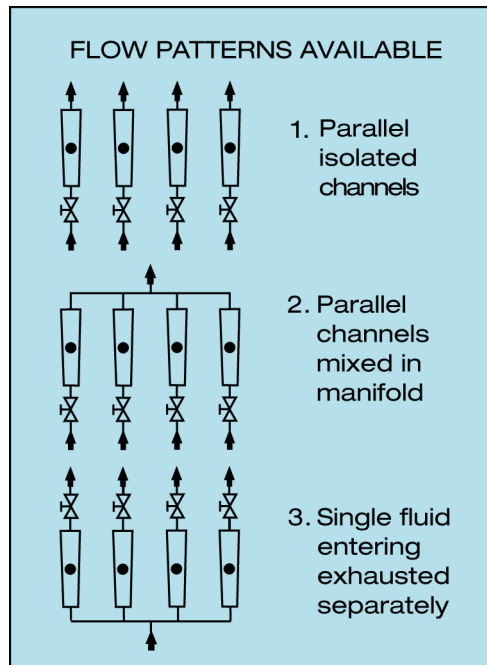 FLOW PATTERNS AVAILABLE
1. Parallel
isolated
channels
2. Parallel
channels
mixed in
manifold
3. Single fluid
entering
exhausted
separately